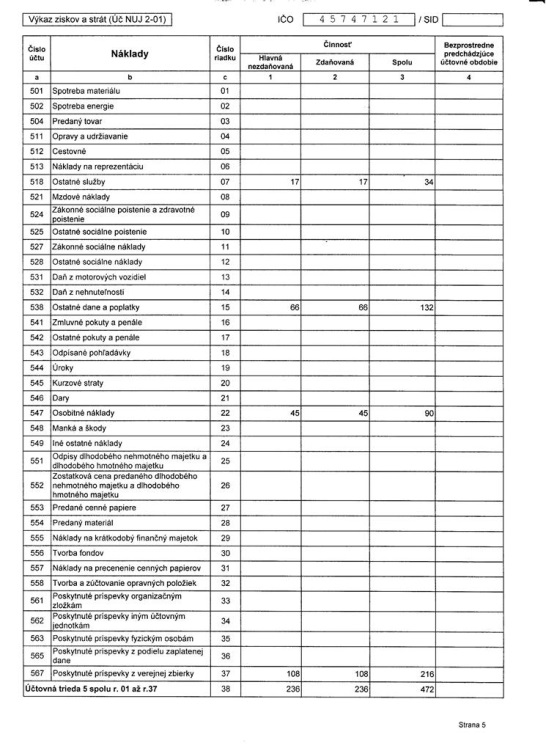 Výkaz ziskov a strát (Úč NUJ 2-01) IČO 4 5 7 4 7 1 2 1 / SID
Číslo účtu Náklady Číslo riadku Činnosť Bezprostredne predchádzajúce účtovné obdobie
Hlavná nezdaňovaná Zdaňovaná Spolu
a b c 1 2 3 4
501 Spotreba materiálu 01
502 Spotreba energie 02
504 Predaný tovar 03
511 Opravy a udržiavanie 04
512 Cestovné 05
513 Náklady na reprezentáciu 06
518 Ostatné služby 07 17 17 34
521 Mzdové náklady 08
524 Zákonné sociálne poistenie a zdravotné poistenie 09
525 Ostatné sociálne poistenie 10
527 Zákonné sociálne náklady 11
528 Ostatné sociálne náklady 12
531 Daň z motorových vozidiel 13
532 Daň z nehnuteľností 14
538 Ostatné dane a poplatky 15 66 66 132
541 Zmluvné pokuty a penále 16
542 Ostatné pokuty a penále 17
543 Odpísané pohľadávky 18
544 Úroky 19
545 Kurzové straty 20
546 Dary 21
547 Osobitné náklady 22 45 45 90
548 Manká a škody 23
549 Iné ostatné náklady 24
551 Odpisy dlhodobého nehmotného majetku a dlhodobého hmotného majetku 25
552 Zostatková cena predaného dlhodobého nehmotného majetku a dlhodobého hmotného majetku 26
553 Predané cenné papiere 27
554 Predaný materiál 28
555 Náklady na krátkodobý finančný majetok 29
556 Tvorba fondov 30
557 Náklady na precenenie cenných papierov 31
558 Tvorba a zúčtovanie opravných položiek 32
561 Poskytnuté príspevky organizačným zložkám 33
562 Poskytnuté príspevky iným účtovným jednotkám 34
563 Poskytnuté príspevky fyzickým osobám 35
565 Poskytnuté príspevky z podielu zaplatenej dane 36
567 Poskytnuté príspevky z verejnej zbierky 37 108 108 216
Účtovná trieda 5 spolu r. 01 až r.37 38 236 236 472
Strana 5